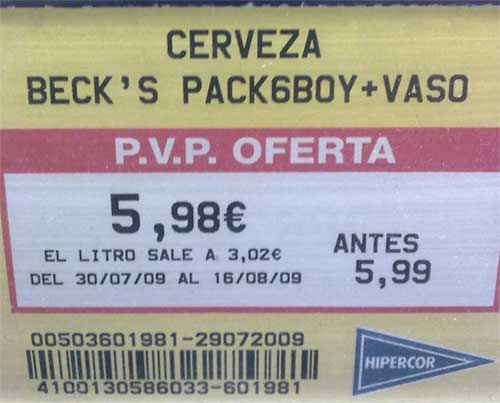 CERVEZA
BECK'S PACK6BOY+VASO
P.V.P. OFERTA
5,98€
EL LITRO SALE A 3,02€
DEL 30/07/09 AL 16/08/09
ANTES
5,99
00503601981-29072009
4100130586033-601981
HIPERCOR